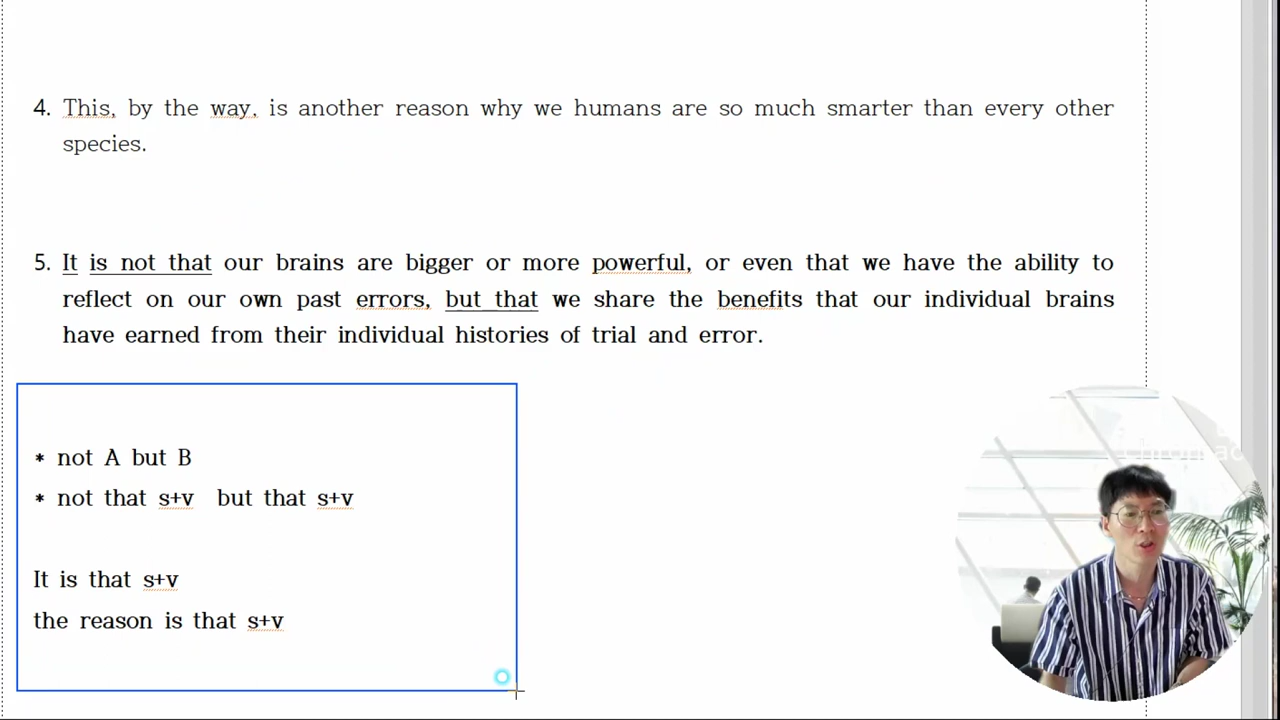 4. This, by the way, is another reason why we humans are so much smarter than every other
species.
5. It is not that our brains are bigger or more powerful, or even that we have the ability to
reflect on our own past errors, but that we share the benefits that our individual brains
have earned from their individual histories of trial and error.
* not A but B
* not that s+v but that s+v
It is that s+v
the reason is that s+v